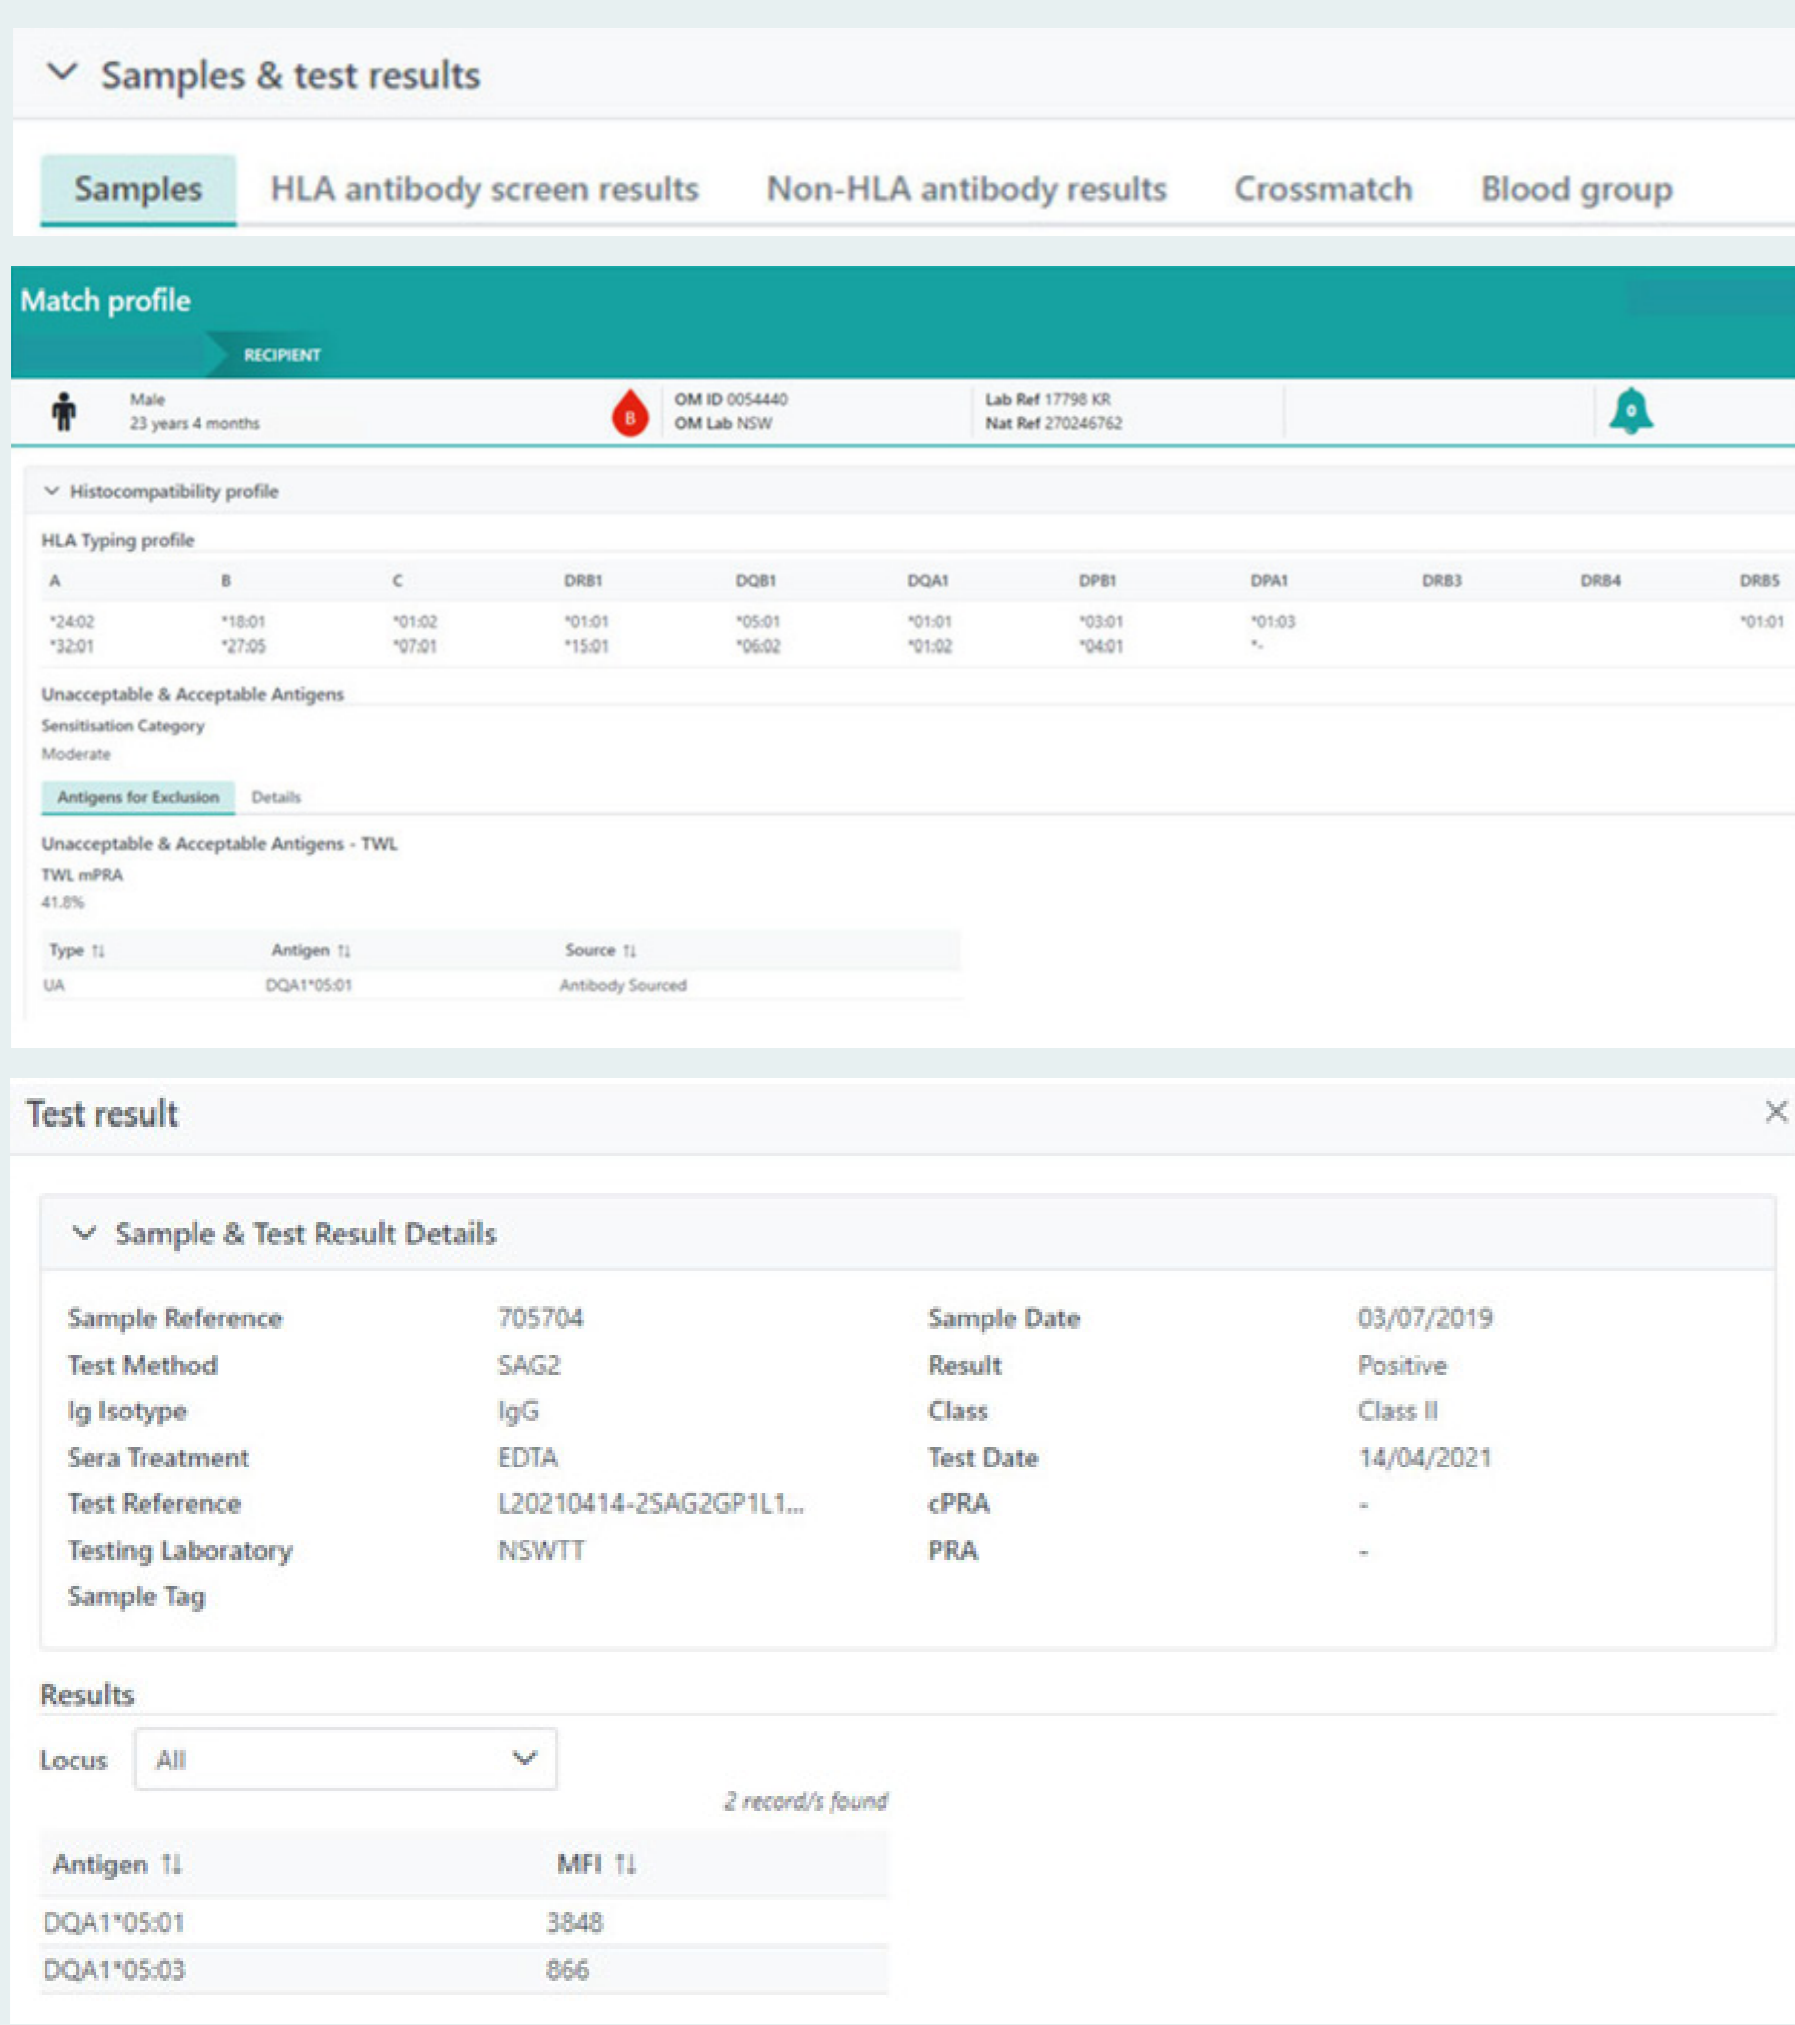 Samples & test results
Samples HLA antibody screen results Non-HLA antibody results Crossmatch Blood group
Match profile
RECIPIENT
Male B OM ID 0054440 Lab Ref 17798 KR 0
23 years 4 months OM Lab NSW Nat Ref 270246762
Histocompatibility profile
HLA Typing profile
A B C DRB1 DQB1 DQA1 DPB1 DPA1 DRB3 DRB4 DRB5
*24:02 *18:01 *01:02 *01:01 *05:01 *01:01 *03:01 *01:03 *01:01
*32:01 *27:05 *07:01 *15:01 *06:02 *01:02 *04:01 *-
Unacceptable & Acceptable Antigens
Sensitisation Category
Moderate
Antigens for Exclusion Details
Unacceptable & Acceptable Antigens - TWL
TWL mPRA
41.8%
Type ↑↓ Antigen ↑↓ Source ↑↓
UA DQA1*05:01 Antibody Sourced
Test result ×
Sample & Test Result Details
Sample Reference 705704 Sample Date 03/07/2019
Test Method SAG2 Result Positive
Ig Isotype IgG Class Class II
Sera Treatment EDTA Test Date 14/04/2021
Test Reference L20210414-2SAG2GP1L1... cPRA -
Testing Laboratory NSWTT PRA -
Sample Tag
Results
Locus All
2 record/s found
Antigen ↑↓ MFI ↑↓
DQA1*05:01 3848
DQA1*05:03 866